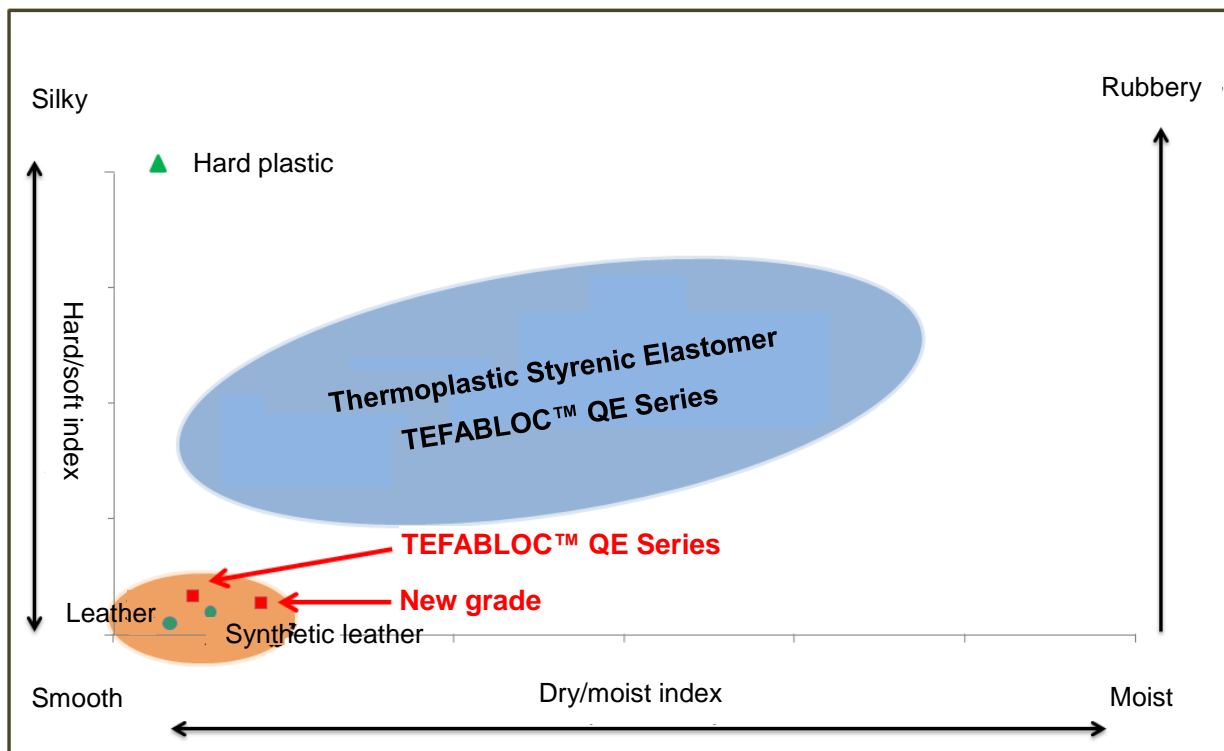 Silky
Rubbery
Hard plastic
Hard/soft index
Thermoplastic Styrenic Elastomer
TEFABLOC™ QE Series
TEFABLOC™ QE Series
New grade
Leather
Synthetic leather
Smooth
Dry/moist index
Moist